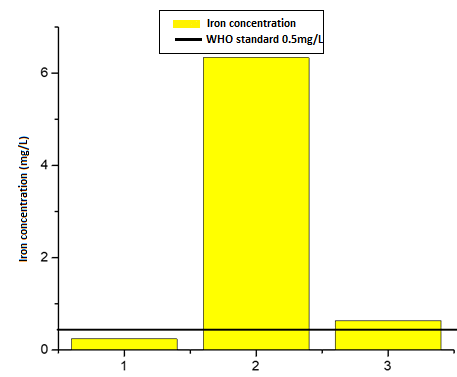 Iron concentration
WHO standard 0.5mg/L
Iron concentration (mg/L)
6
4
2
0
1
2
3